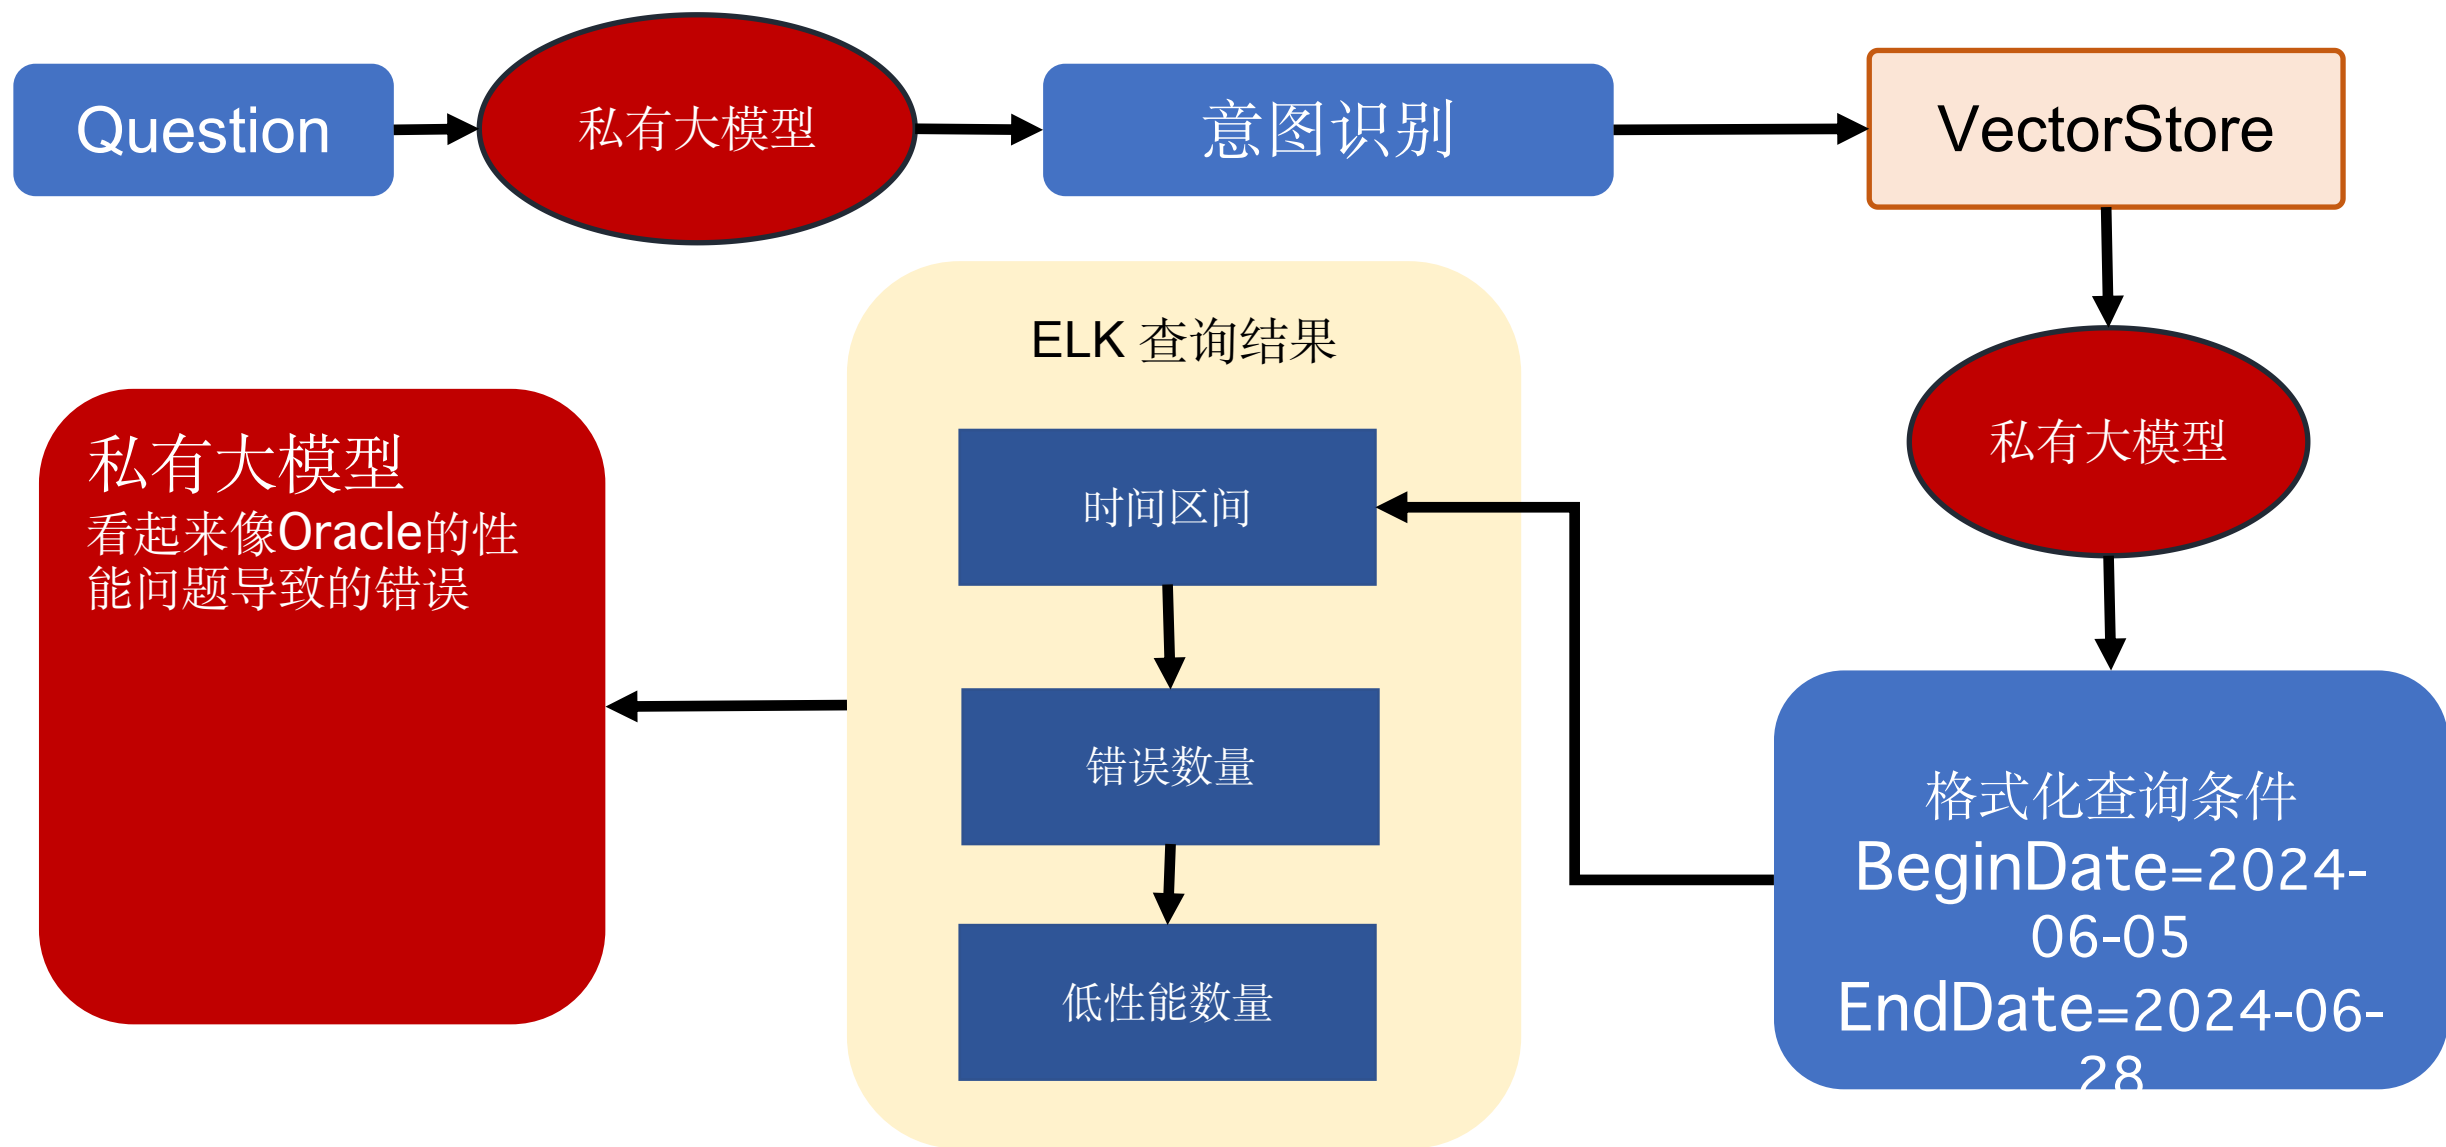 Question
私有大模型
意图识别
VectorStore
ELK 查询结果
时间区间
错误数量
低性能数量
私有大模型
私有大模型
看起来像Oracle的性
能问题导致的错误
格式化查询条件
BeginDate=2024-
06-05
EndDate=2024-06-
28